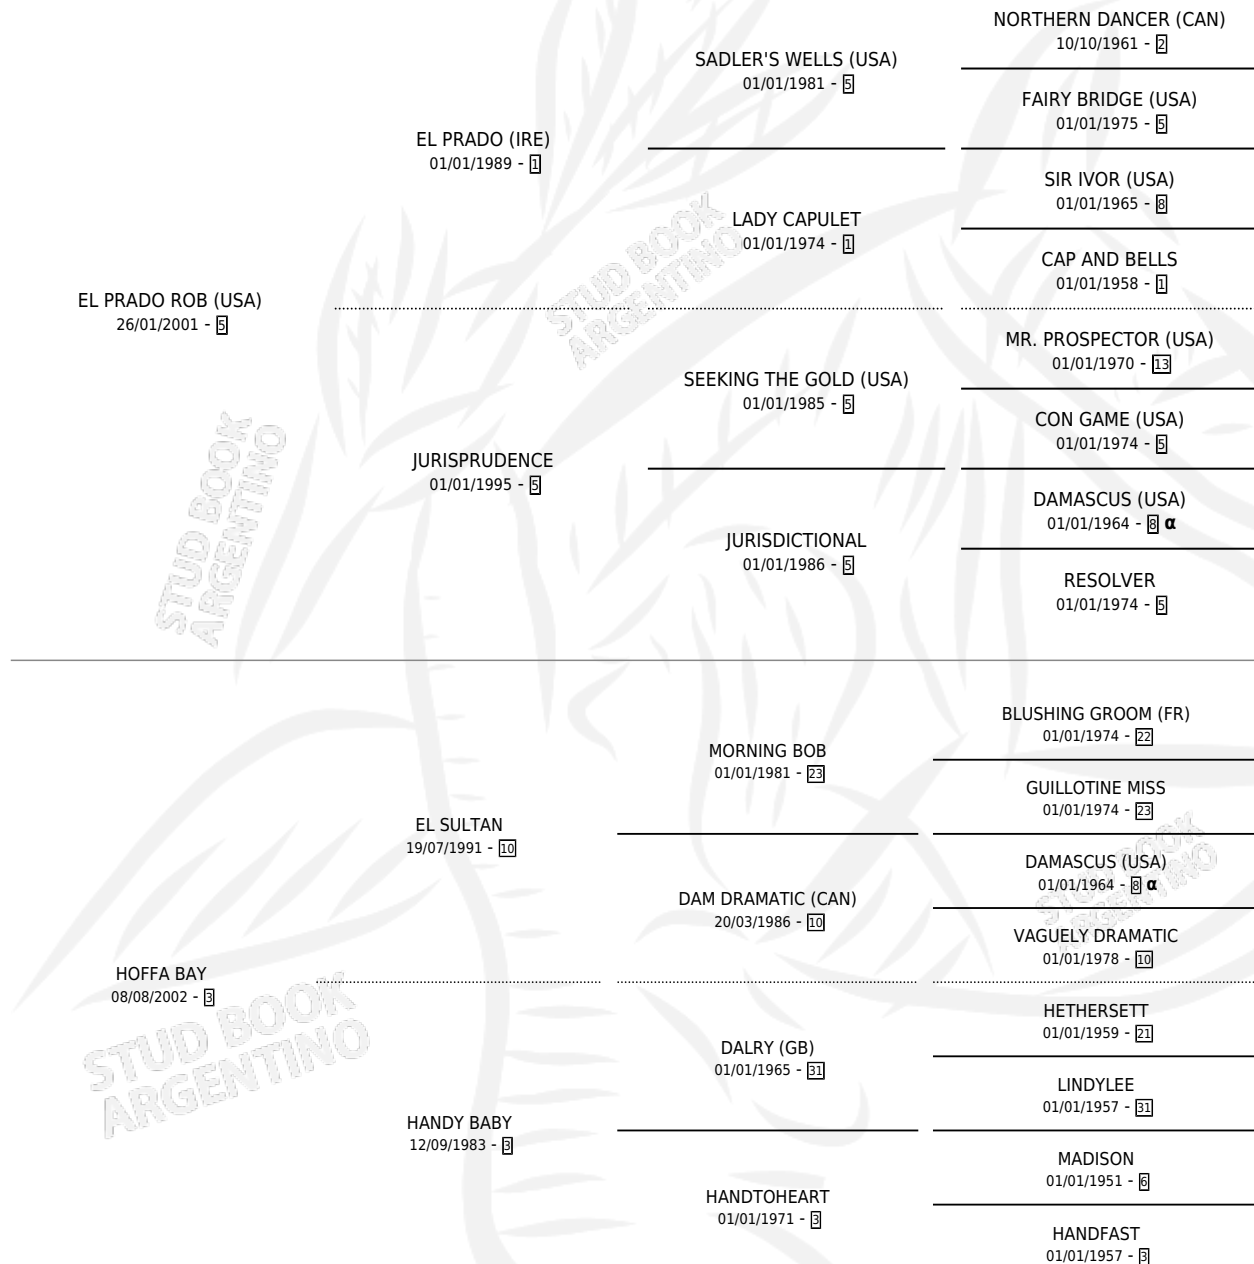 NORTHERN DANCER (CAN)
10/10/1961 - 2
SADLER'S WELLS (USA)
01/01/1981 - 5
FAIRY BRIDGE (USA)
01/01/1975 - 5
EL PRADO (IRE)
01/01/1989 - 1
SIR IVOR (USA)
01/01/1965 - 8
LADY CAPULET
01/01/1974 - 1
CAP AND BELLS
01/01/1958 - 1
EL PRADO ROB (USA)
26/01/2001 - 5
MR. PROSPECTOR (USA)
01/01/1970 - 13
SEEKING THE GOLD (USA)
01/01/1985 - 5
CON GAME (USA)
01/01/1974 - 5
JURISPRUDENCE
01/01/1995 - 5
DAMASCUS (USA)
01/01/1964 - 8 α
JURISDICTIONAL
01/01/1986 - 5
RESOLVER
01/01/1974 - 5
BLUSHING GROOM (FR)
01/01/1974 - 22
MORNING BOB
01/01/1981 - 23
GUILLOTINE MISS
01/01/1974 - 23
EL SULTAN
19/07/1991 - 10
DAMASCUS (USA)
01/01/1964 - 8 α
DAM DRAMATIC (CAN)
20/03/1986 - 10
VAGUELY DRAMATIC
01/01/1978 - 10
HOFFA BAY
08/08/2002 - 3
HETHERSETT
01/01/1959 - 21
DALRY (GB)
01/01/1965 - 31
LINDYLEE
01/01/1957 - 31
HANDY BABY
12/09/1983 - 3
MADISON
01/01/1951 - 6
HANDTOHEART
01/01/1971 - 3
HANDFAST
01/01/1957 - 3
STUD BOOK
ARGENTINO
STUD BOOK
ARGENTINO
STUD BOOK
ARGENTINO
STUD BOOK
ARGENTINO